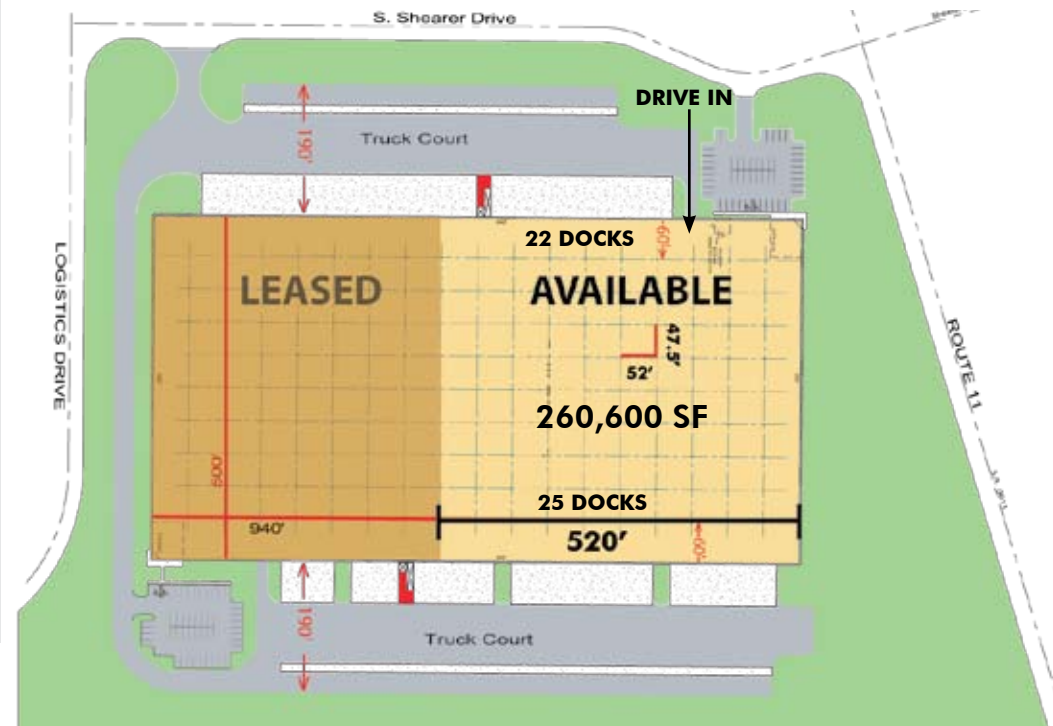 S. Shearer Drive
DRIVE IN
Truck Court
190'
22 DOCKS
60'
LEASED
AVAILABLE
47.5'
52'
LOGISTICS DRIVE
ROUTE 11
260,600 SF
500'
25 DOCKS
940'
520'
60'
190'
Truck Court